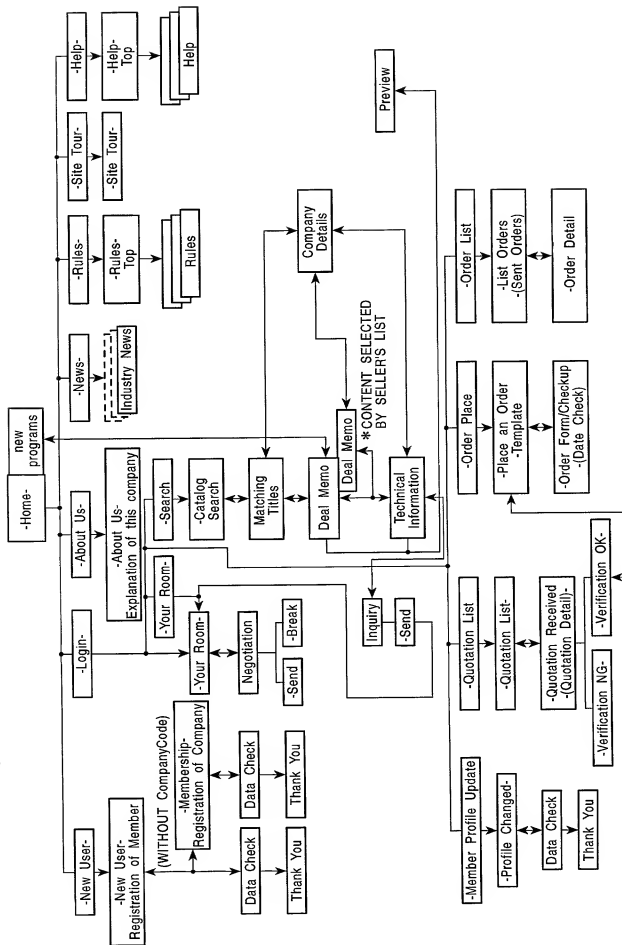 -Home-
new
programs
-New User-
-New User-
Registration of Member
(WITHOUT CompanyCode)
-Membership-
Registration of Company
Data Check
Thank You
Data Check
Thank You
-Login-
-Your Room-
-Your Room-
Negotiation
-Send
-Break
-About Us-
-About Us-
Explanation of this company
-Search
-Catalog
Search
Matching
Titles
Deal Memo
Deal Memo
*CONTENT SELECTED
BY SELLER'S LIST
Technical
Information
Company
Details
Inquiry
-Send
Preview
-News-
Industry News
-Rules-
-Rules-
Top
Rules
-Site Tour-
-Site Tour-
-Help-
-Help-
Top
Help
-Member Profile Update
-Profile Changed-
Data Check
Thank You
-Quotation List
-Quotation List-
-Quotation Received
-(Quotation Detail)-
-Verification NG-
-Verification OK-
-Order Place
-Place an Order
-Template
-Order Form/Checkup
-(Date Check)
-Order List
-List Orders
-(Sent Orders)
-Order Detail